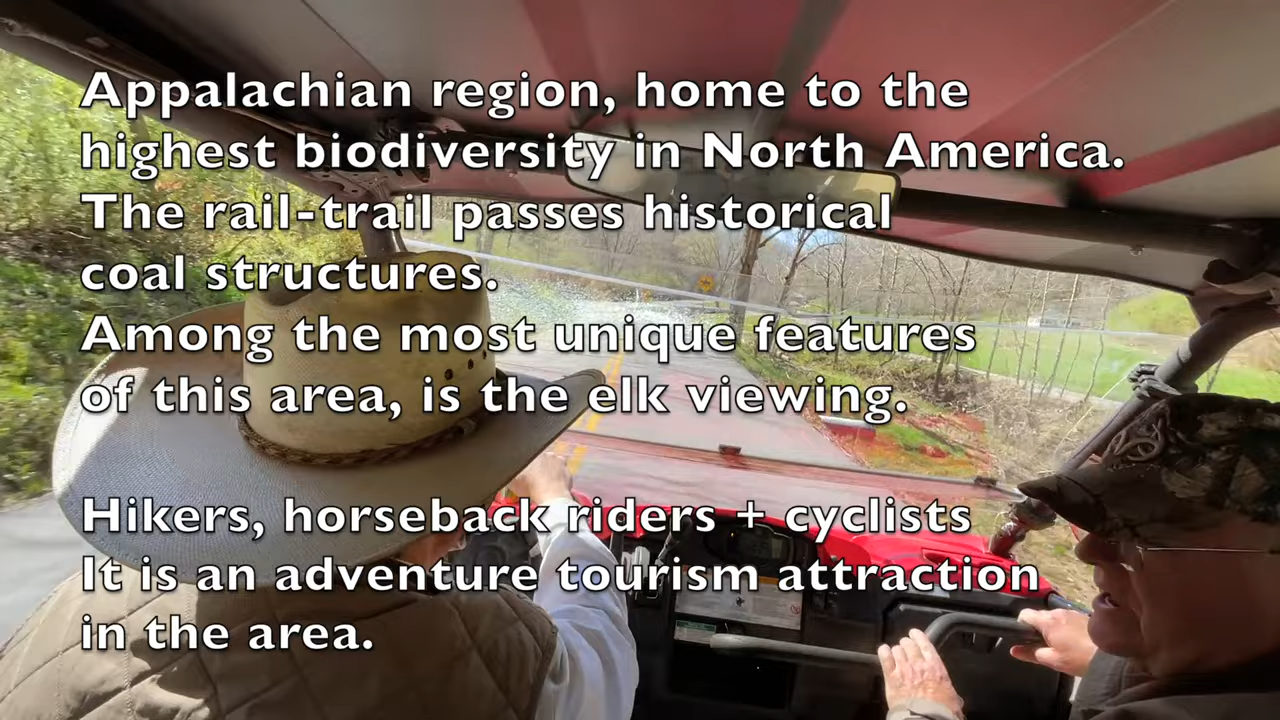 Appalachian region, home to the
highest biodiversity in North America.
The rail-trail passes historical
coal structures.
Among the most unique features
of this area, is the elk viewing.
Hikers, horseback riders + cyclists
It is an adventure tourism attraction
in the area.